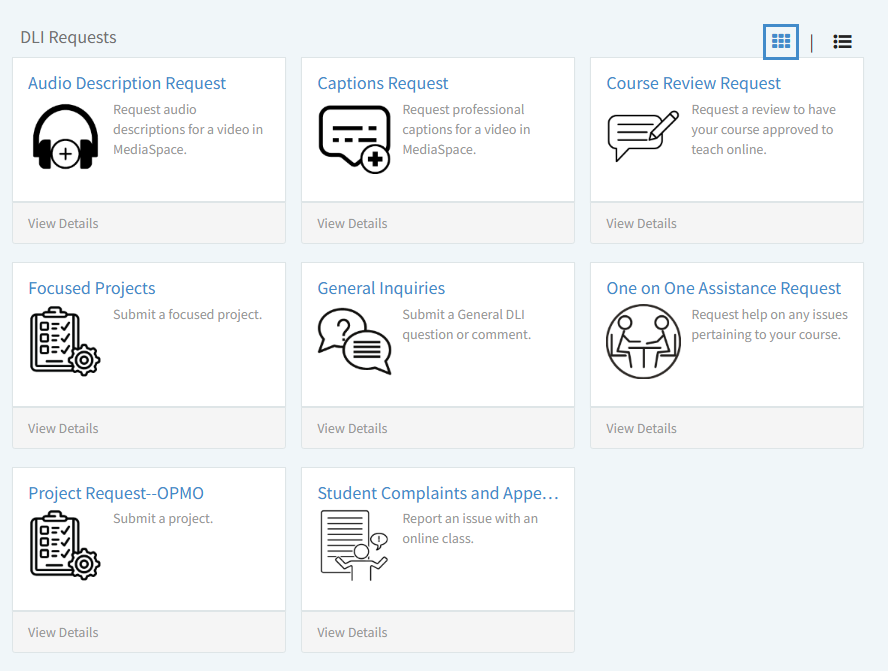 DLI Requests
Audio Description Request
Request audio
descriptions for a video in
MediaSpace.
View Details
Captions Request
Request professional
captions for a video in
MediaSpace.
View Details
Course Review Request
Request a review to have
your course approved to
teach online.
View Details
Focused Projects
Submit a focused project.
View Details
General Inquiries
?
Submit a General DLI
question or comment.
View Details
One on One Assistance Request
Request help on any issues
pertaining to your course.
View Details
Project Request--OPMO
Submit a project.
View Details
Student Complaints and Appe…
!
Report an issue with an
online class.
View Details